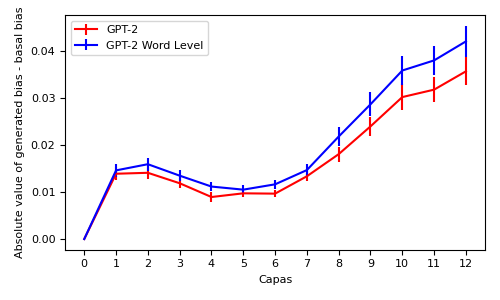 GPT-2
GPT-2 Word Level
Absolute value of generated bias - basal bias
0.04
0.03
0.02
0.01
0.00
0 1 2 3 4 5 6 7 8 9 10 11 12
Capas